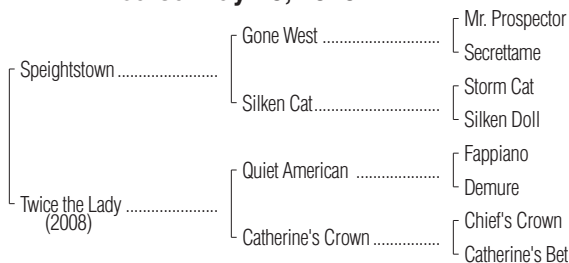 Mr. Prospector
Gone West ............................
Secrettame
Speightstown ........................
Storm Cat
Silken Cat..............................
Silken Doll
Fappiano
Quiet American ....................
Demure
Twice the Lady ......................
(2008)
Chief's Crown
Catherine's Crown ................
Catherine's Bet